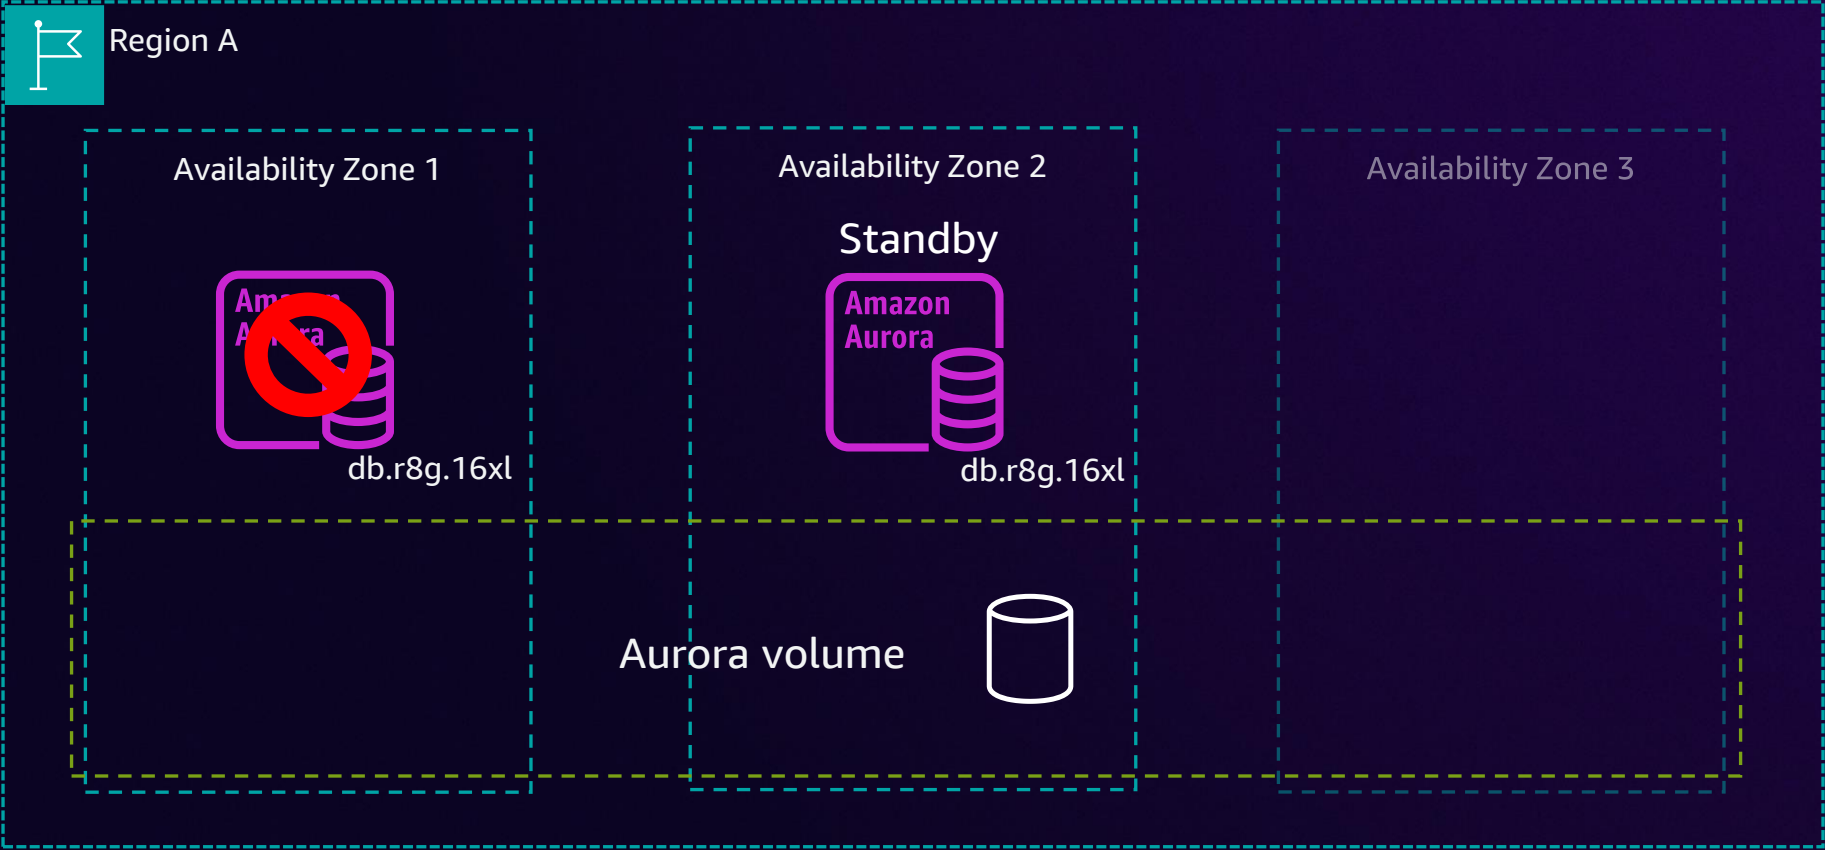 Region A
Availability Zone 1
Availability Zone 2
Availability Zone 3
Standby
Amazon
Aurora
db.r8g.16xl
db.r8g.16xl
Aurora volume